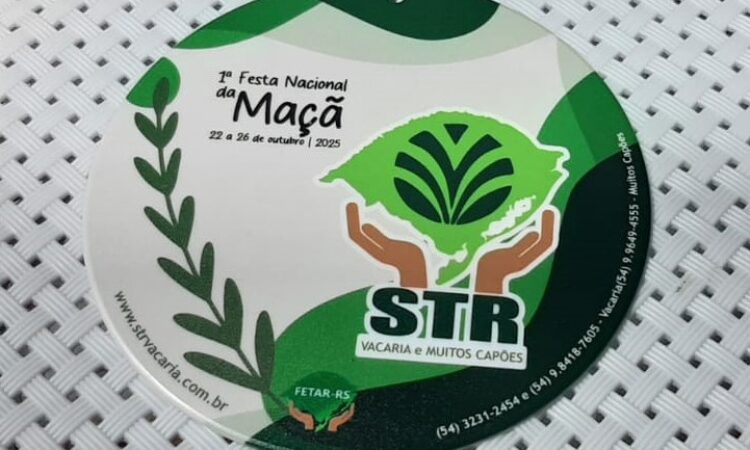 1ª Festa Nacional
da Maçã
22 a 26 de outubro | 2025
STR
VACARIA e MUITOS CAPÕES
FETAR-RS
www.strvacaria.com.br
(54) 3231-2454 e (54) 9.8418-7605 - Vacaria(54) 9.9649-4555 - Muitos Capões